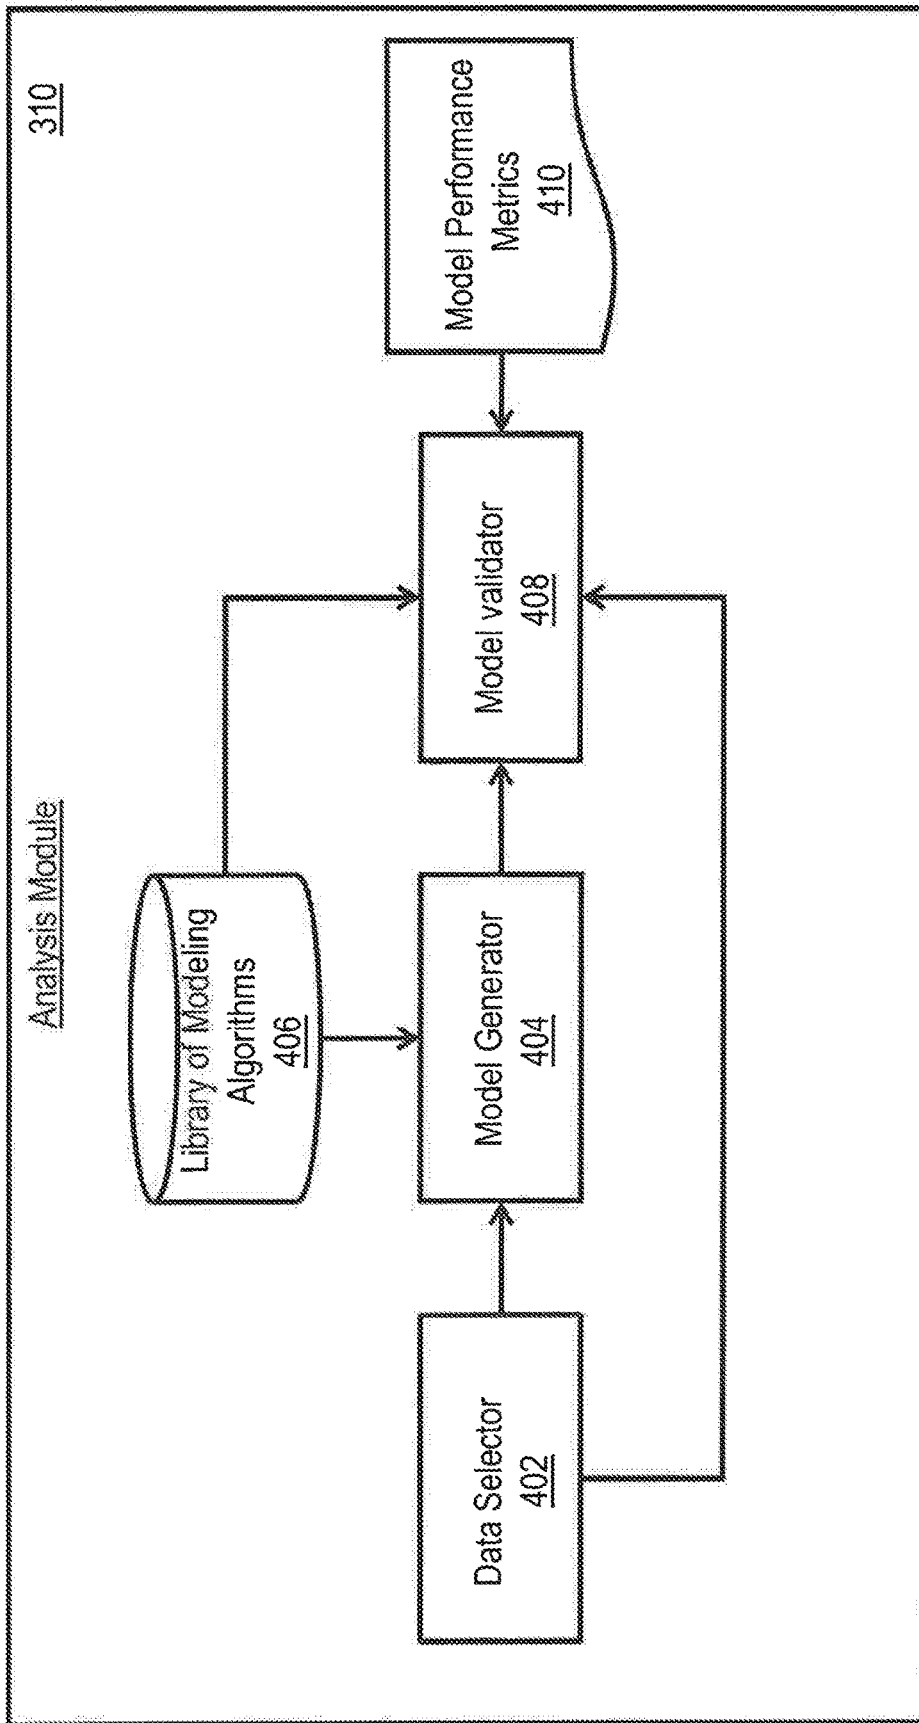 Analysis Module
310
Library of Modeling
Algorithms
406
Data Selector
402
Model Generator
404
Model validator
408
Model Performance
Metrics
410